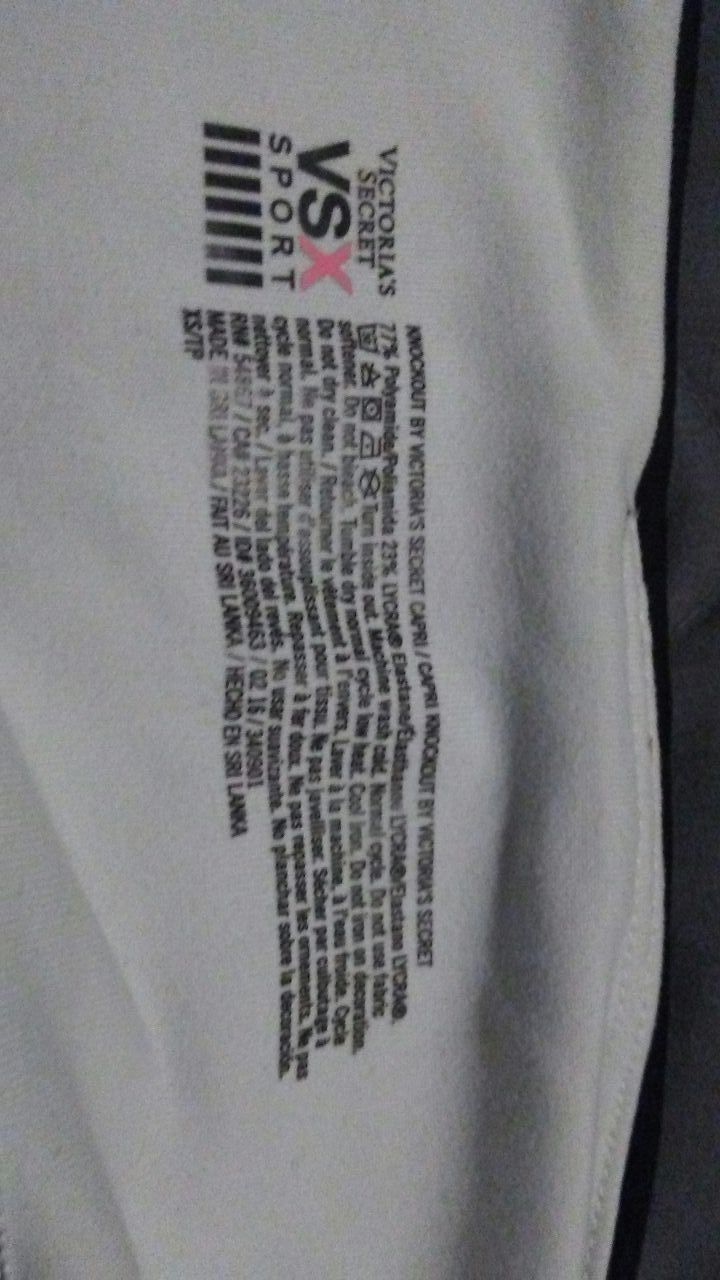 VICTORIA'S
SECRET
VSX
SPORT
KNOCKOUT BY VICTORIA'S SECRET CAPRI / CAPRI KNOCKOUT BY VICTORIA'S SECRET
77% Polyamide/Poliamida 23% LYCRA® Elastane/Élasthanne LYCRA®/Elastano LYCRA®.
Turn inside out. Machine wash cold. Normal cycle. Do not use fabric
softener. Do not bleach. Tumble dry normal cycle low heat. Cool iron. Do not iron on decoration.
Do not dry clean. / Retourner le vêtement à l'envers. Laver à la machine, à l'eau froide. Cycle
normal. Ne pas utiliser d'assouplissant pour tissu. Ne pas javelliser. Sécher par culbutage à
cycle normal, à basse température. Repasser à fer doux. Ne pas repasser les ornements. Ne pas
nettoyer à sec. / Lavar del lado del revés. No usar suavizante. No planchar sobre la decoración.
RN# 54867 / CA# 23226 / ID# 36009463 / 02 16 / 340901
MADE IN SRI LANKA / FAIT AU SRI LANKA / HECHO EN SRI LANKA
XS/TP